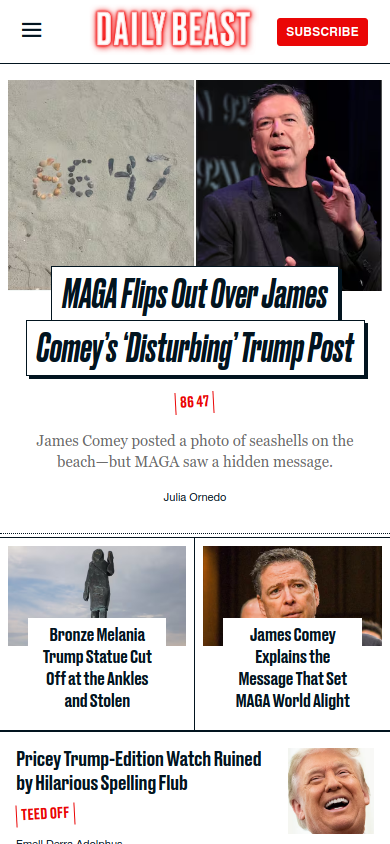 DAILY BEAST
SUBSCRIBE
8647
MAGA Flips Out Over James
Comey's ‘Disturbing’ Trump Post
86 47
James Comey posted a photo of seashells on the
beach—but MAGA saw a hidden message.
Julia Ornedo
Bronze Melania
Trump Statue Cut
Off at the Ankles
and Stolen
James Comey
Explains the
Message That Set
MAGA World Alight
Pricey Trump-Edition Watch Ruined
by Hilarious Spelling Flub
TEED OFF